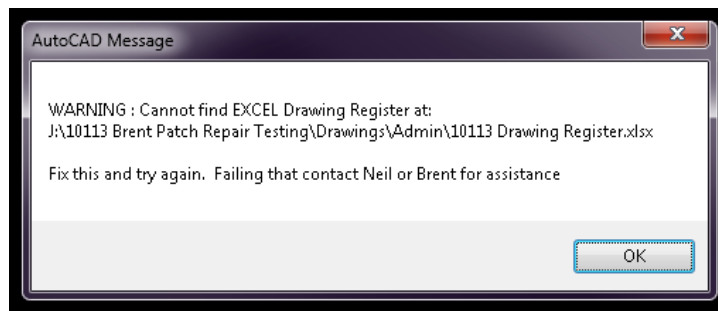 AutoCAD Message
WARNING : Cannot find EXCEL Drawing Register at:
J:\10113 Brent Patch Repair Testing\Drawings\Admin\10113 Drawing Register.xlsx
Fix this and try again.  Failing that contact Neil or Brent for assistance
OK